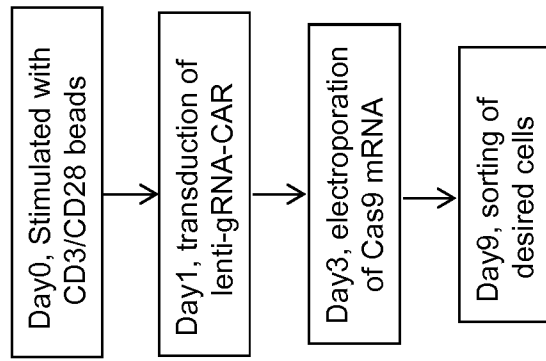 Day0, Stimulated with
CD3/CD28 beads
Day1, transduction of
lenti-gRNA-CAR
Day3, electroporation
of Cas9 mRNA
Day9, sorting of
desired cells